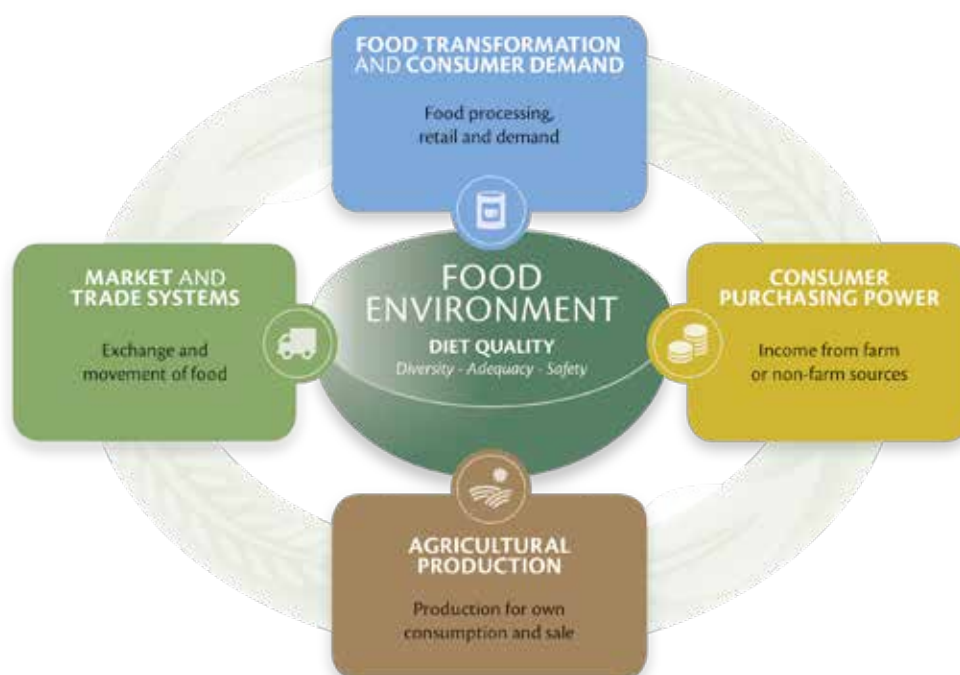 FOOD TRANSFORMATION
AND CONSUMER DEMAND
Food processing,
retail and demand
MARKET AND
TRADE SYSTEMS
Exchange and
movement of food
FOOD
ENVIRONMENT
DIET QUALITY
Diversity - Adequacy - Safety
CONSUMER
PURCHASING POWER
Income from farm
or non-farm sources
AGRICULTURAL
PRODUCTION
Production for own
consumption and sale